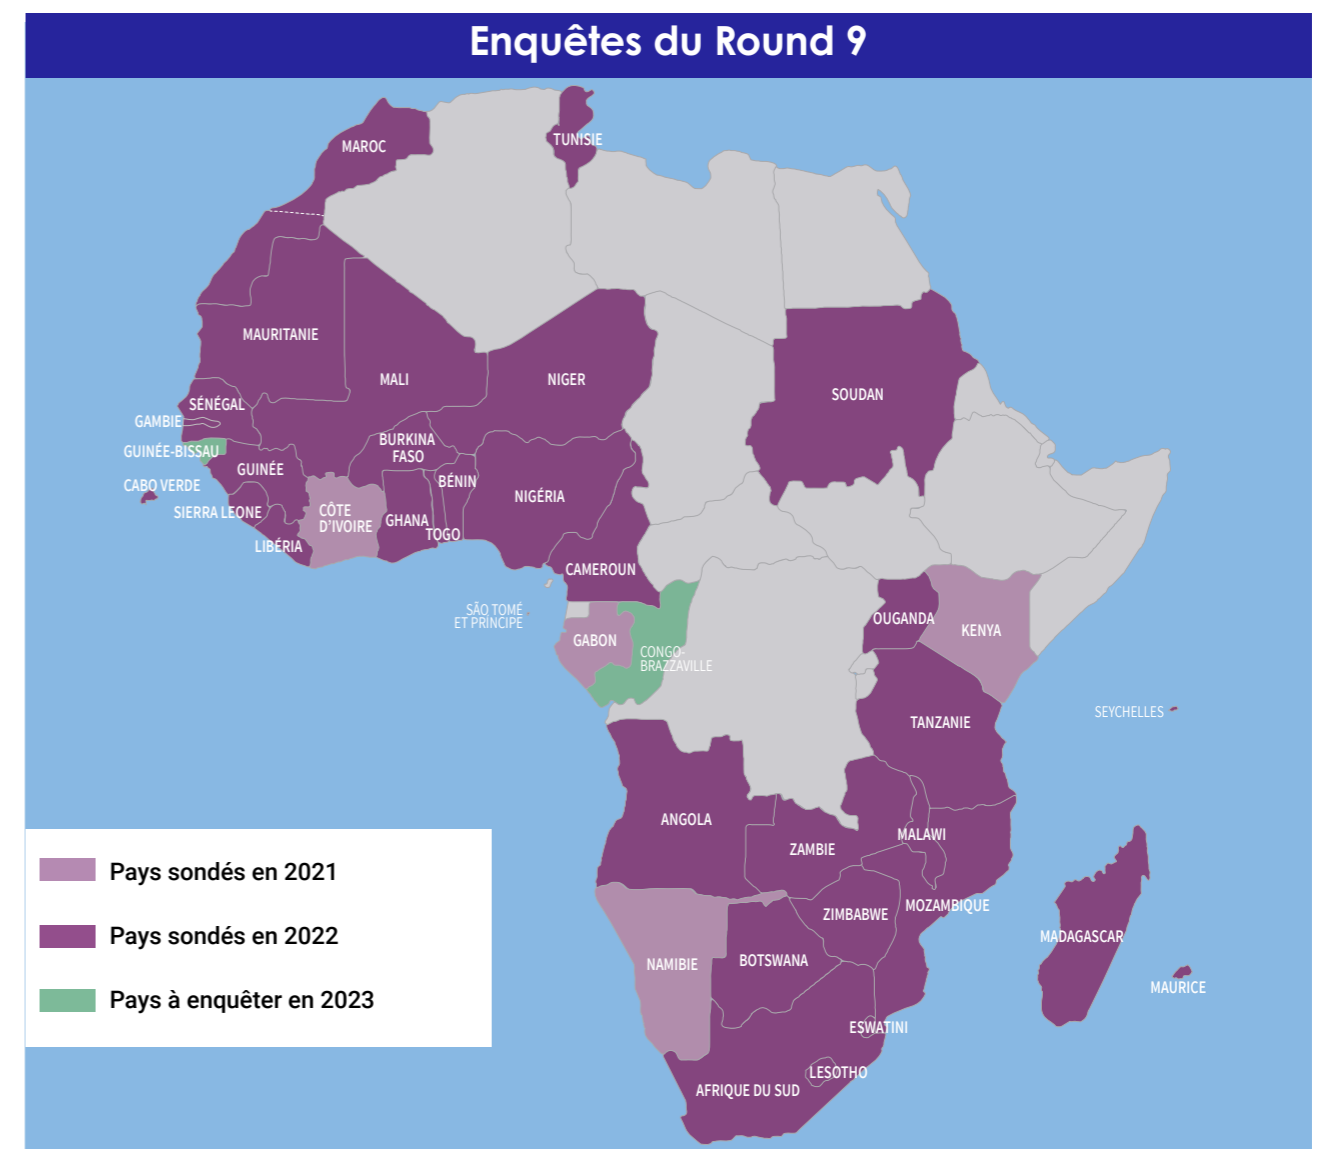 Enquêtes du Round 9
MAROC
TUNISIE
MAURITANIE
MALI
NIGER
SOUDAN
SÉNÉGAL
GAMBIE
GUINÉE-BISSAU
BURKINA
FASO
GUINÉE
BÉNIN
CABO VERDE
NIGÉRIA
SIERRA LEONE
CÔTE
D'IVOIRE
GHANA
TOGO
LIBÉRIA
CAMEROUN
SÃO TOMÉ
ET PRÍNCIPE
OUGANDA
KENYA
GABON
CONGO-
BRAZZAVILLE
SEYCHELLES
TANZANIE
ANGOLA
MALAWI
ZAMBIE
MOZAMBIQUE
ZIMBABWE
MADAGASCAR
NAMIBIE
BOTSWANA
MAURICE
ESWATINI
LESOTHO
AFRIQUE DU SUD
Pays sondés en 2021
Pays sondés en 2022
Pays à enquêter en 2023